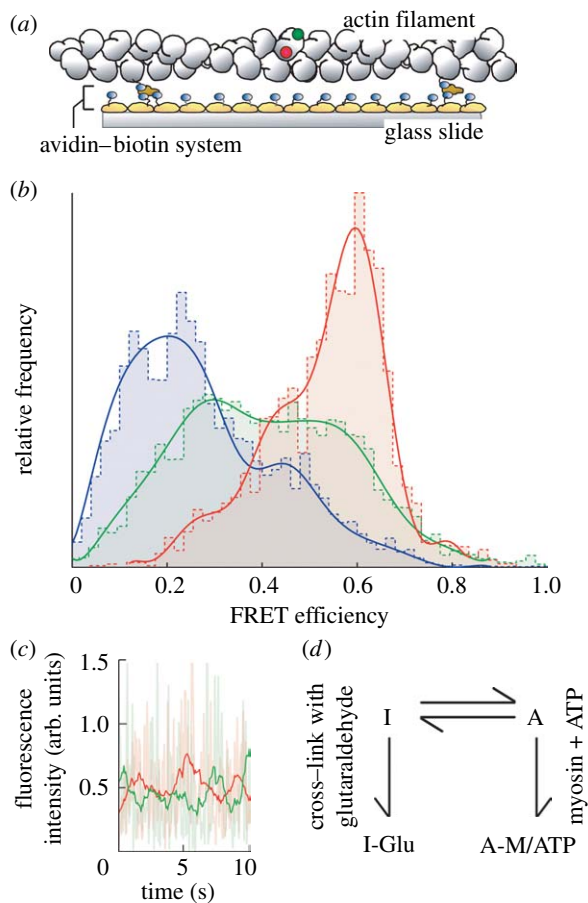 (a)
actin filament
avidin–biotin system
glass slide
(b)
relative frequency
0 0.2 0.4 0.6 0.8 1.0
FRET efficiency
(c)
fluorescence
intensity (arb. units)
1.5
1.0
0.5
0 5 10
time (s)
(d)
cross–link with
glutaraldehyde
I A
myosin + ATP
I-Glu A-M/ATP